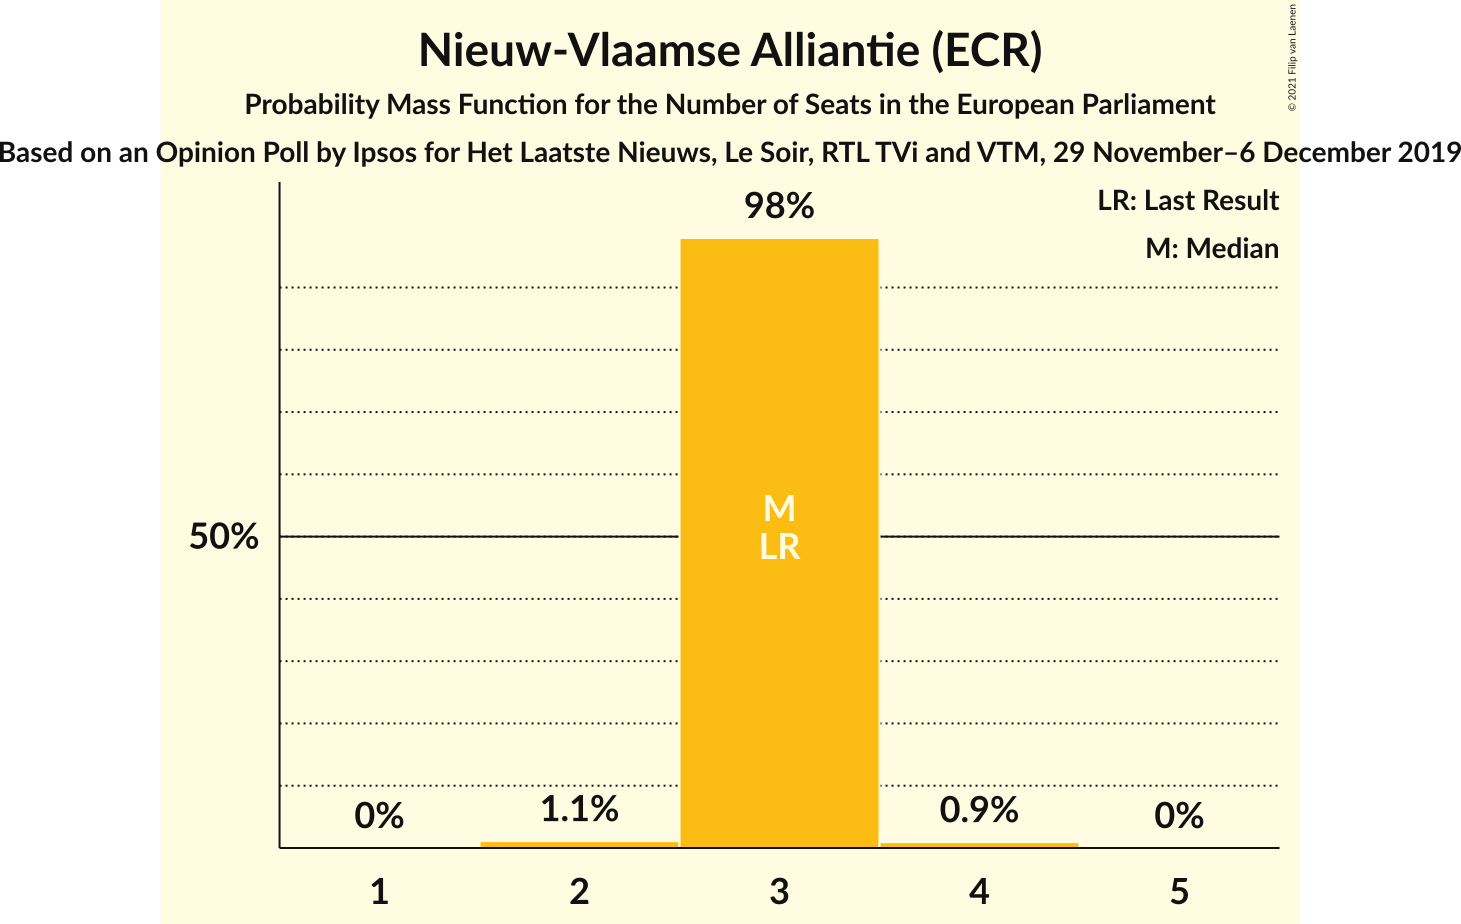 Nieuw-Vlaamse Alliantie (ECR)
Probability Mass Function for the Number of Seats in the European Parliament
Based on an Opinion Poll by Ipsos for Het Laatste Nieuws, Le Soir, RTL TVi and VTM, 29 November–6 December 2019
© 2021 Filip van Laenen
LR: Last Result
M: Median
98%
M
LR
50%
0%
1.1%
0.9%
0%
1
2
3
4
5